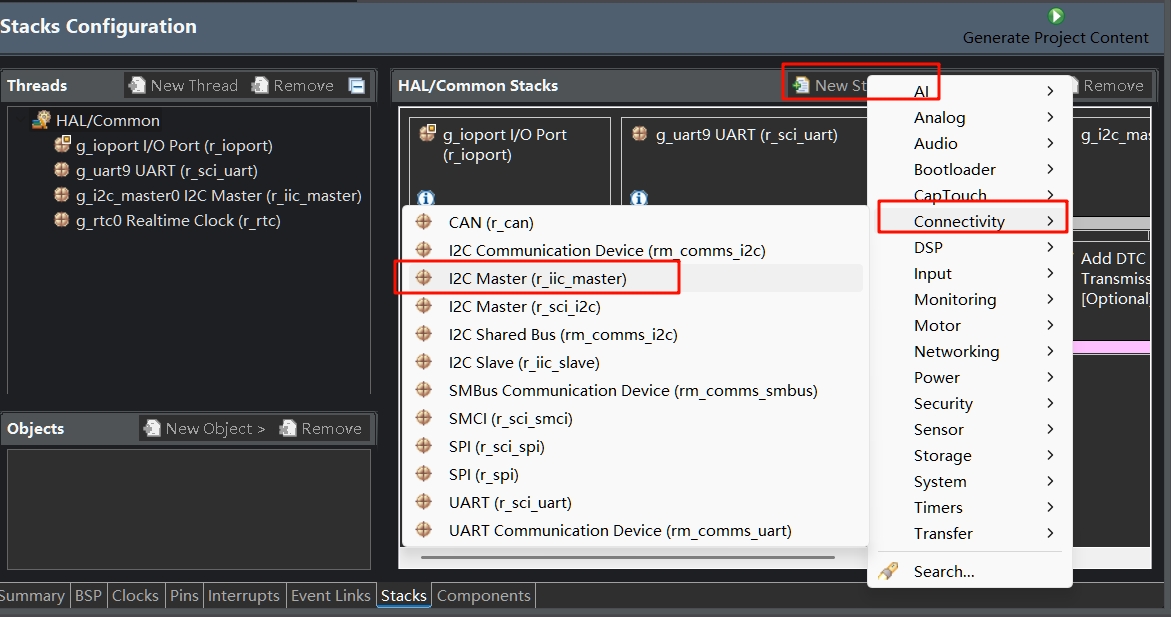 Stacks Configuration
Generate Project Content
Threads
New Thread
Remove
HAL/Common
g_ioport I/O Port (r_ioport)
g_uart9 UART (r_sci_uart)
g_i2c_master0 I2C Master (r_iic_master)
g_rtc0 Realtime Clock (r_rtc)
Objects
New Object >
Remove
HAL/Common Stacks
New St
Remove
g_ioport I/O Port
(r_ioport)
g_uart9 UART (r_sci_uart)
g_i2c_mas
Add DTC
Transmiss
[Optional]
CAN (r_can)
I2C Communication Device (rm_comms_i2c)
I2C Master (r_iic_master)
I2C Master (r_sci_i2c)
I2C Shared Bus (rm_comms_i2c)
I2C Slave (r_iic_slave)
SMBus Communication Device (rm_comms_smbus)
SMCI (r_sci_smci)
SPI (r_sci_spi)
SPI (r_spi)
UART (r_sci_uart)
UART Communication Device (rm_comms_uart)
AI
Analog
Audio
Bootloader
CapTouch
Connectivity
DSP
Input
Monitoring
Motor
Networking
Power
Security
Sensor
Storage
System
Timers
Transfer
Search...
Summary
BSP
Clocks
Pins
Interrupts
Event Links
Stacks
Components